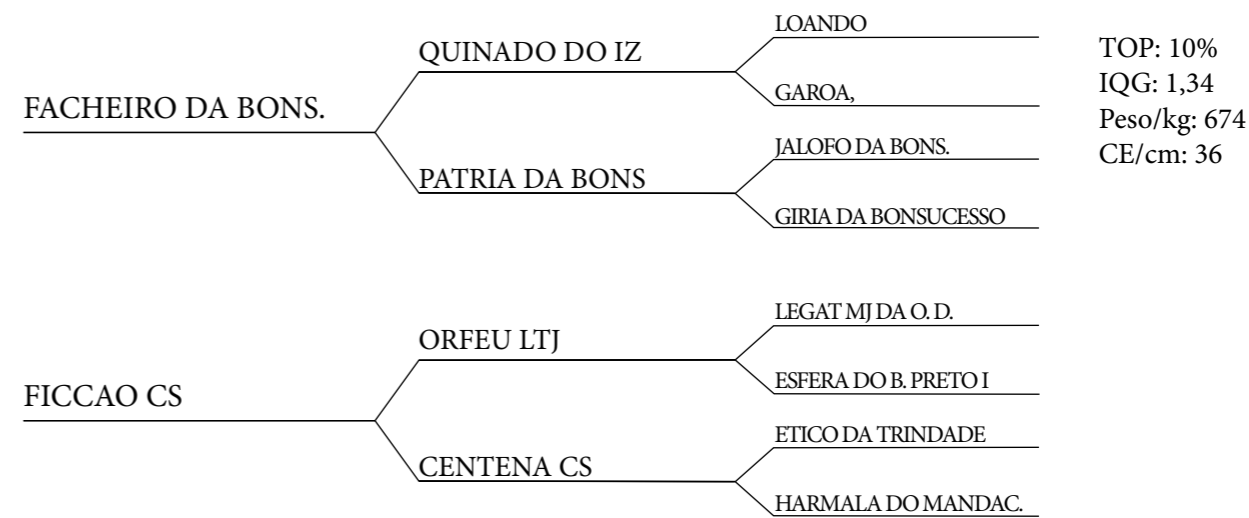 LOANDO
QUINADO DO IZ
GAROA,
FACHEIRO DA BONS.
JALOFO DA BONS.
PATRIA DA BONS
GIRIA DA BONSUCESSO
TOP: 10%
IQG: 1,34
Peso/kg: 674
CE/cm: 36
LEGAT MJ DA O. D.
ORFEU LTJ
ESFERA DO B. PRETO I
FICCAO CS
ETICO DA TRINDADE
CENTENA CS
HARMALA DO MANDAC.